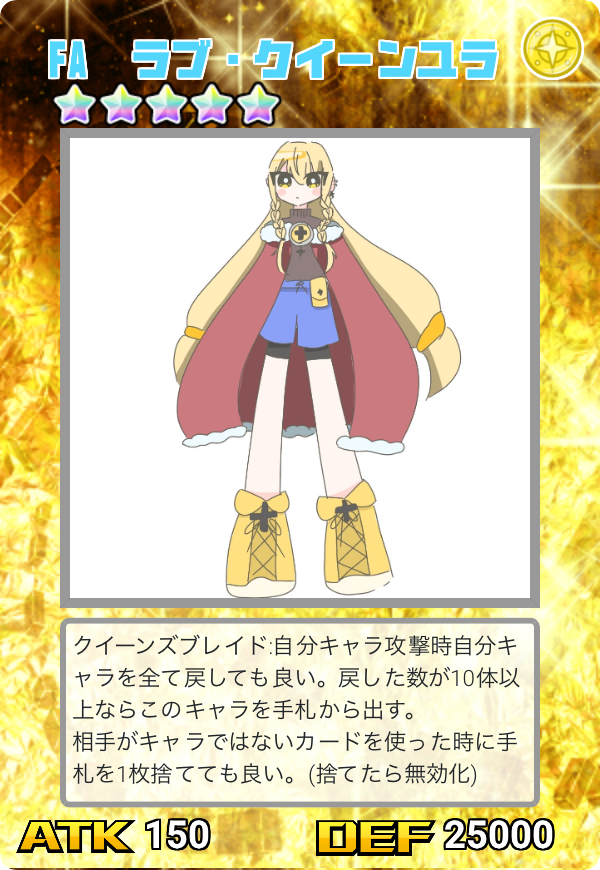 FA ラブ・クイーンユラ
クイーンズブレイド:自分キャラ攻撃時自分キ
ャラを全て戻しても良い。戻した数が10体以
上ならこのキャラを手札から出す。
相手がキャラではないカードを使った時に手
札を1枚捨てても良い。(捨てたら無効化)
ATK 150 DEF 25000